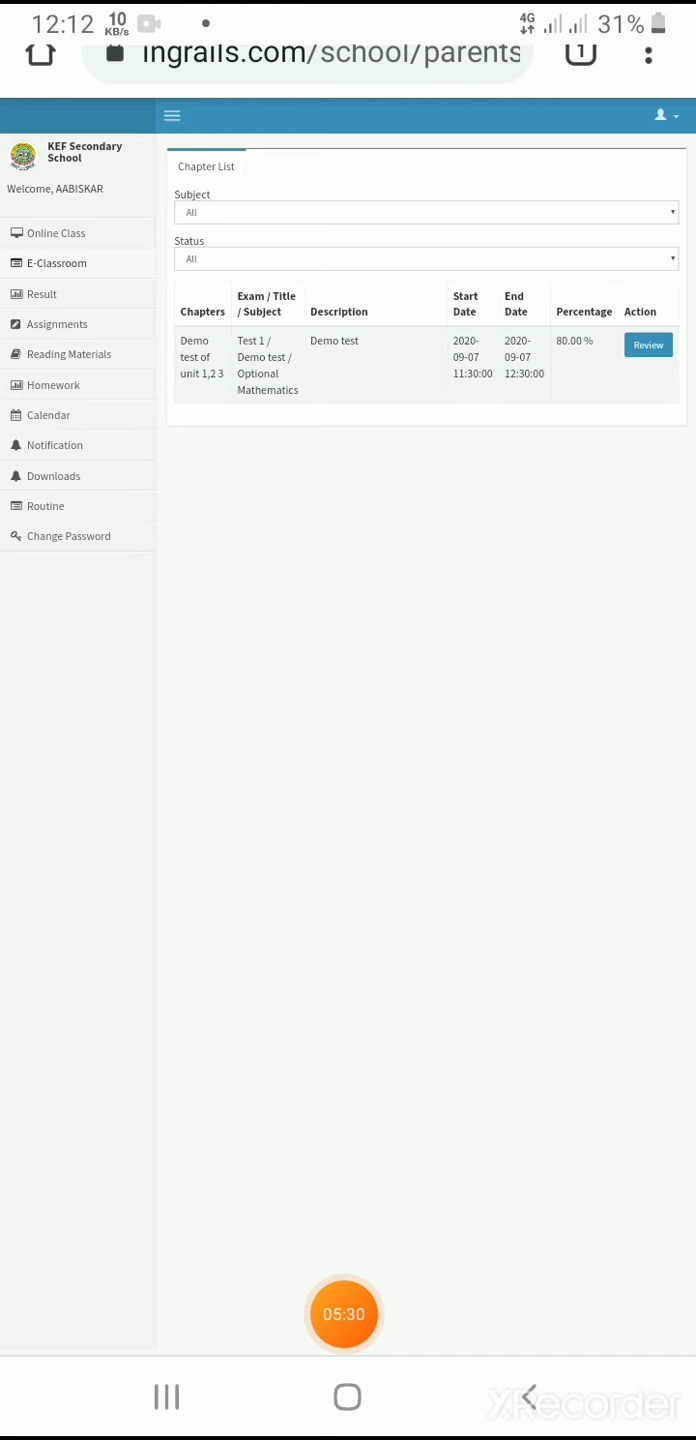 12:12 10 KB/s 4G 31%
ingrails.com/school/parents 1
KEF Secondary
School
Welcome, AABISKAR
Online Class
E-Classroom
Result
Assignments
Reading Materials
Homework
Calendar
Notification
Downloads
Routine
Change Password
Chapter List
Subject
All
Status
All
Chapters
Exam / Title
/ Subject
Description
Start
Date
End
Date
Percentage
Action
Demo
test of
unit 1,2 3
Test 1 /
Demo test /
Optional
Mathematics
Demo test
2020-
09-07
11:30:00
2020-
09-07
12:30:00
80.00 %
Review
05:30
XRecorder